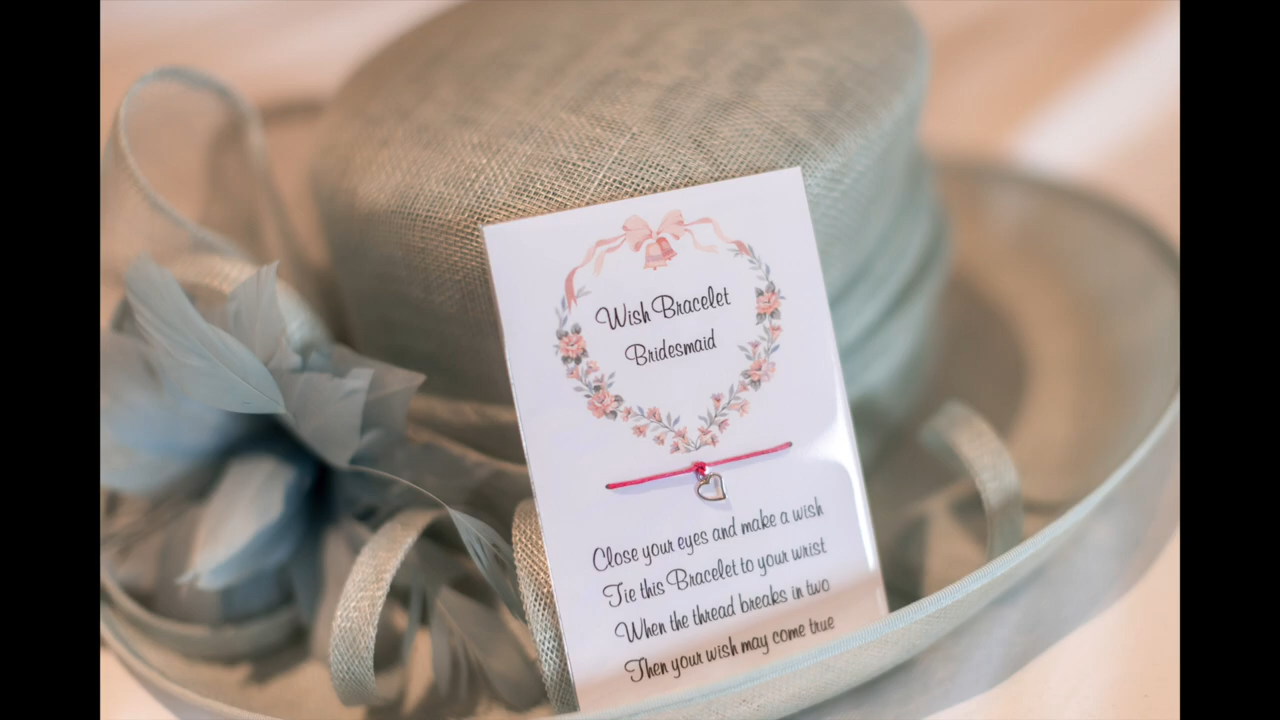 Wish Bracelet
Bridesmaid
Close your eyes and make a wish
Tie this Bracelet to your wrist
When the thread breaks in two
Then your wish may come true